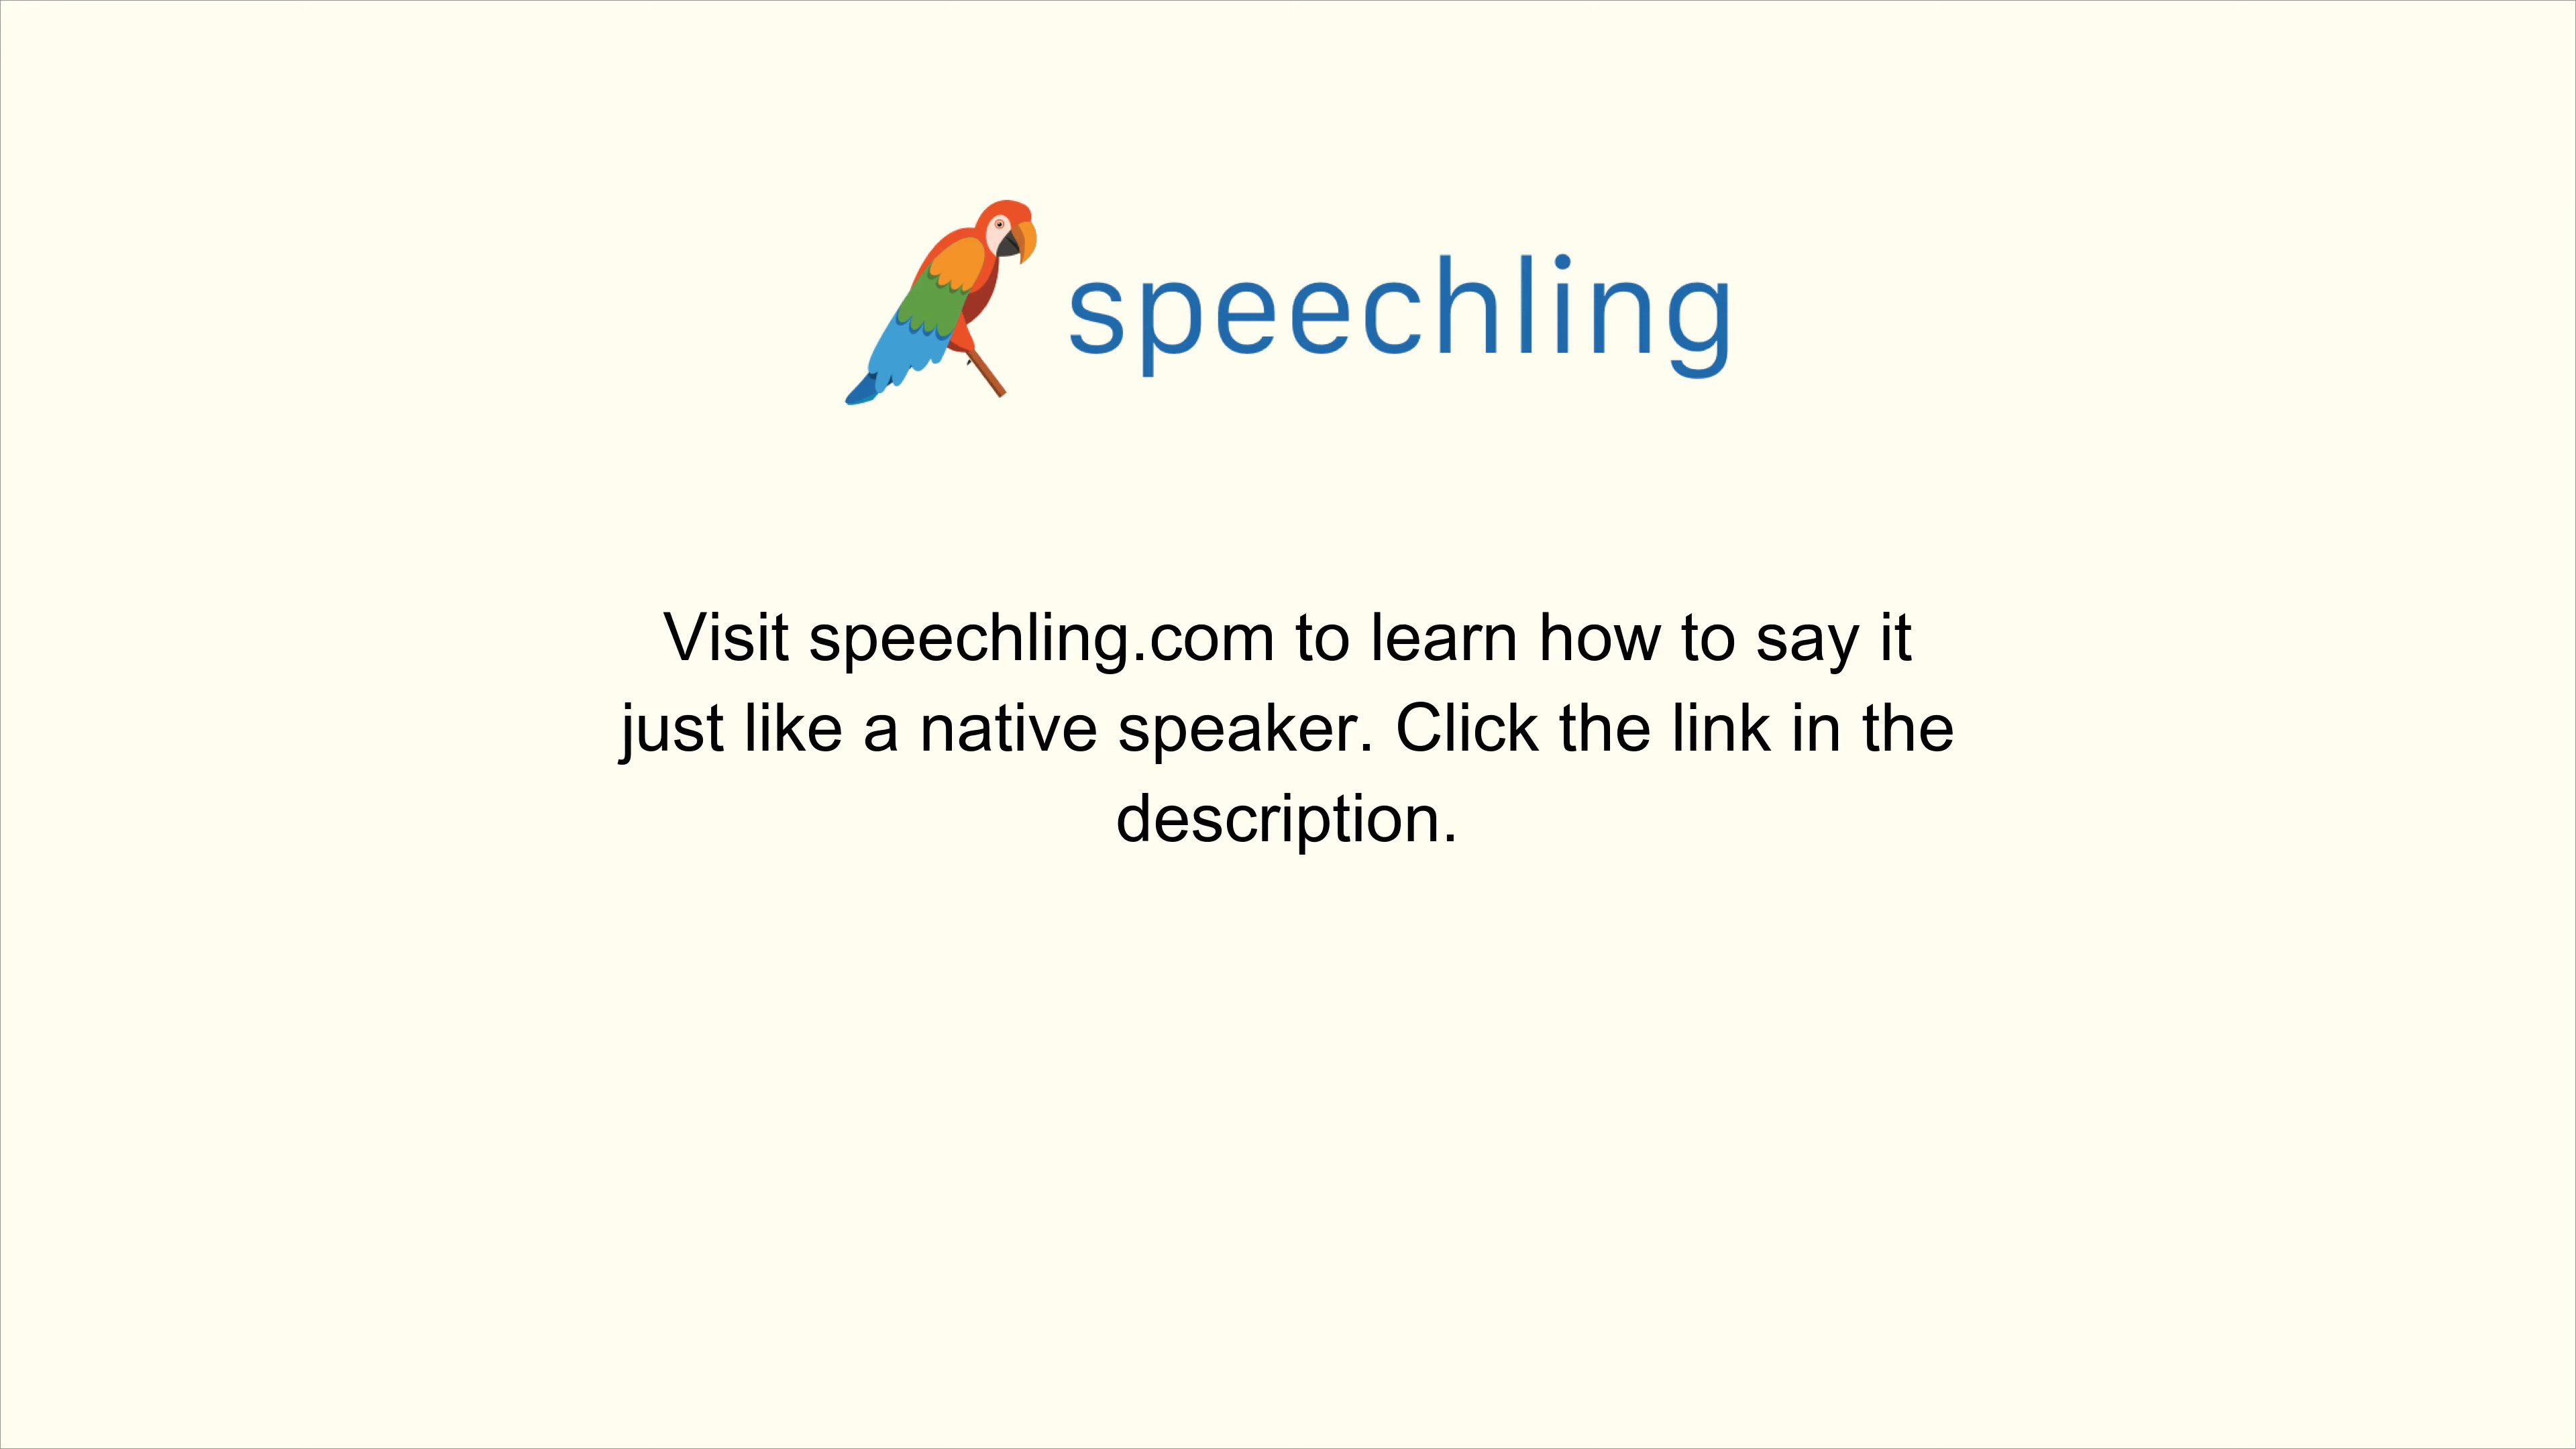 speechling
Visit speechling.com to learn how to say it
just like a native speaker. Click the link in the
description.